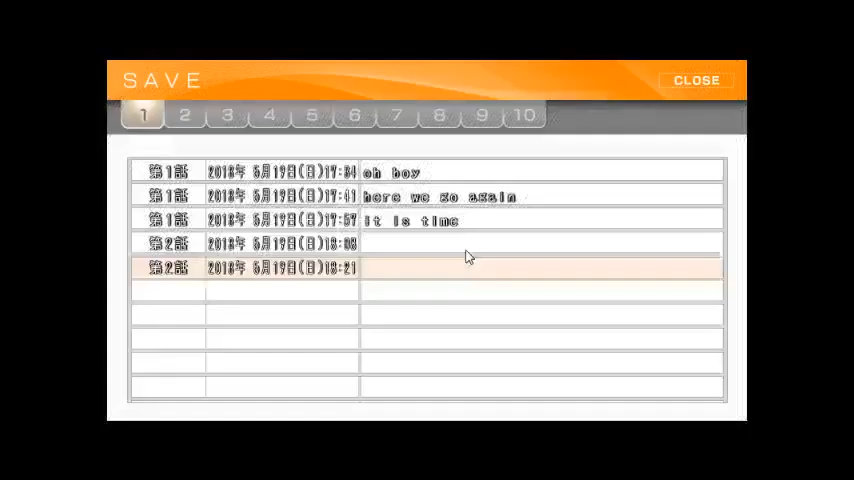 SAVE
CLOSE
1 2 3 4 5 6 7 8 9 10
第1話 2013年 5月19日(日)17:34 oh boy
第1話 2013年 5月19日(日)17:41 here we go again
第1話 2013年 5月19日(日)17:57 it is time
第2話 2013年 5月19日(日)18:08
第2話 2013年 5月19日(日)18:21